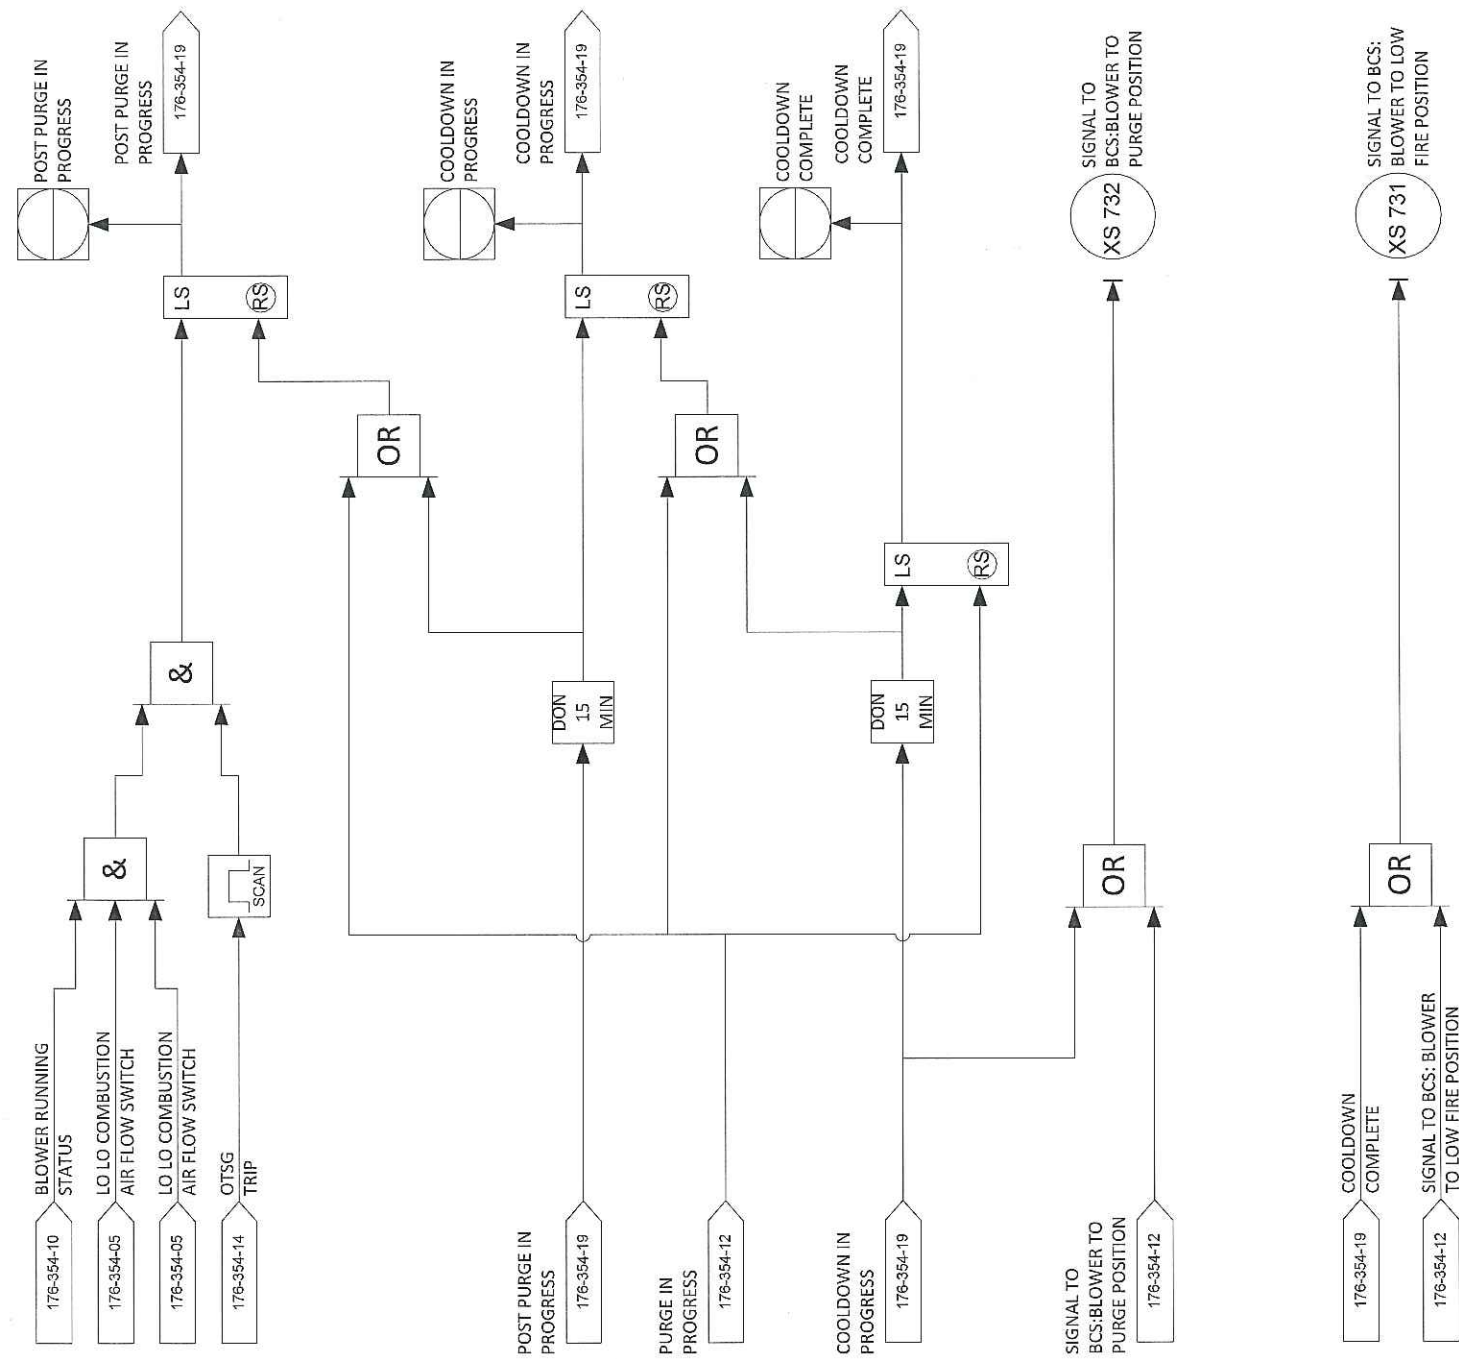 BLOWER RUNNING
STATUS
176-354-10
LO LO COMBUSTION
AIR FLOW SWITCH
176-354-05
LO LO COMBUSTION
AIR FLOW SWITCH
176-354-05
OTSG
TRIP
176-354-14
&
SCAN
&
LS
RS
POST PURGE IN
PROGRESS
POST PURGE IN
PROGRESS
176-354-19
POST PURGE IN
PROGRESS
176-354-19
DON
15
MIN
OR
LS
RS
COOLDOWN IN
PROGRESS
COOLDOWN IN
PROGRESS
176-354-19
PURGE IN
PROGRESS
176-354-12
OR
COOLDOWN IN
PROGRESS
176-354-19
DON
15
MIN
LS
RS
COOLDOWN
COMPLETE
COOLDOWN
COMPLETE
176-354-19
SIGNAL TO
BCS:BLOWER TO
PURGE POSITION
176-354-12
OR
XS 732
SIGNAL TO
BCS:BLOWER TO
PURGE POSITION
COOLDOWN
COMPLETE
176-354-19
SIGNAL TO BCS: BLOWER
TO LOW FIRE POSITION
176-354-12
OR
XS 731
SIGNAL TO BCS:
BLOWER TO LOW
FIRE POSITION